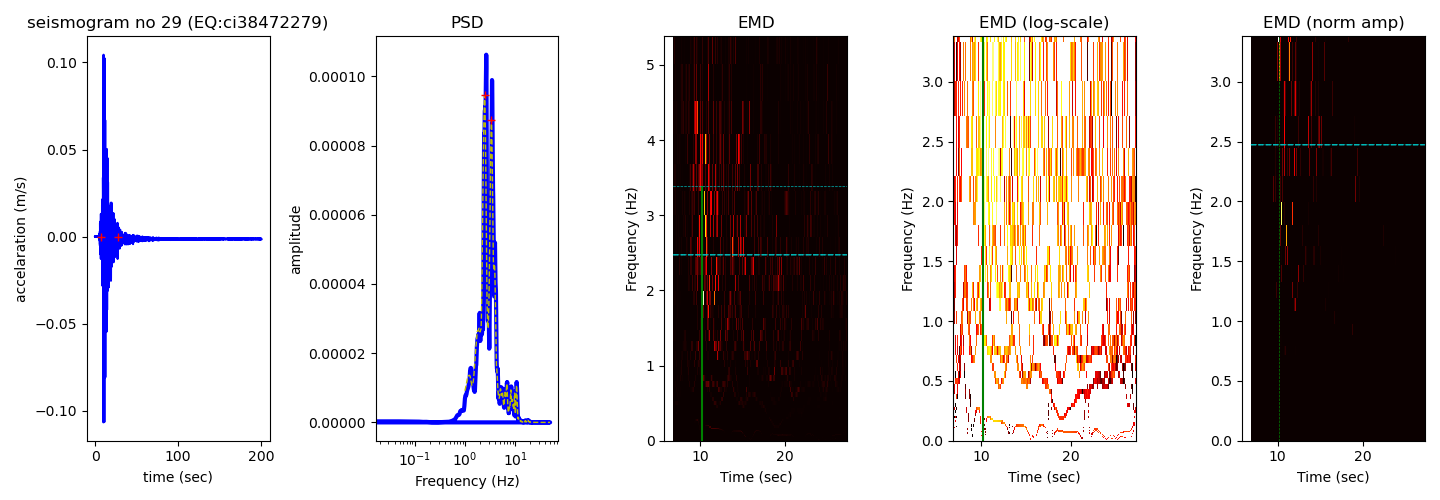 seismogram no 29 (EQ:ci38472279)
PSD
EMD
EMD (log-scale)
EMD (norm amp)
accelaration (m/s)
0.10
0.05
0.00
−0.05
−0.10
0
100
200
time (sec)
amplitude
0.00010
0.00008
0.00006
0.00004
0.00002
0.00000
10⁻¹
10⁰
10¹
Frequency (Hz)
Frequency (Hz)
5
4
3
2
1
0
10
20
Time (sec)
Frequency (Hz)
3.0
2.5
2.0
1.5
1.0
0.5
0.0
10
20
Time (sec)
Frequency (Hz)
3.0
2.5
2.0
1.5
1.0
0.5
0.0
10
20
Time (sec)